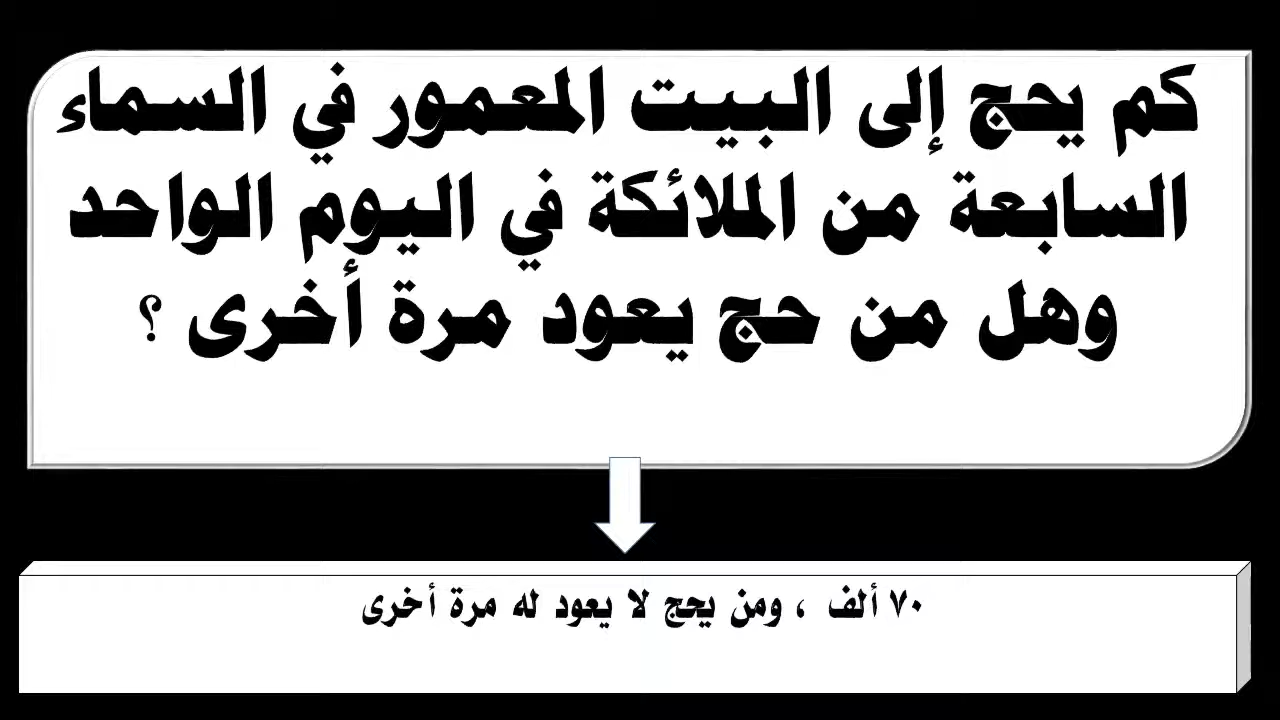 كم يحج إلى البيت المعمور في السماء
السابعة من الملائكة في اليوم الواحد
وهل من حج يعود مرة أخرى ؟
٧٠ ألف ، ومن يحج لا يعود له مرة أخرى